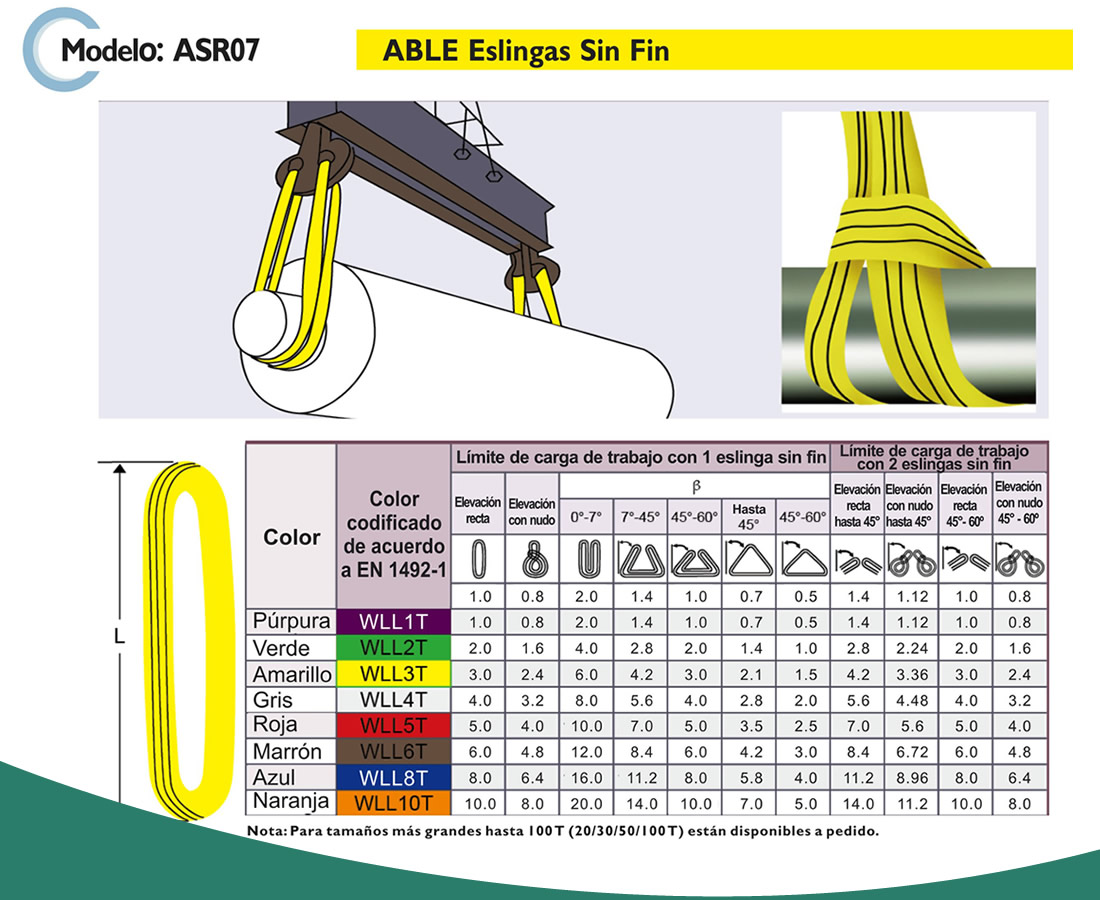 Modelo: ASR07
ABLE Eslingas Sin Fin
L
Color
Color codificado de acuerdo a EN 1492-1
Límite de carga de trabajo con 1 eslinga sin fin
Límite de carga de trabajo con 2 eslingas sin fin
Elevación recta
Elevación con nudo
β
0°-7°
7°-45°
45°-60°
Hasta 45°
45°-60°
Elevación recta hasta 45°
Elevación con nudo hasta 45°
Elevación recta 45°- 60°
Elevación con nudo 45° - 60°
1.0 0.8 2.0 1.4 1.0 0.7 0.5 1.4 1.12 1.0 0.8
Púrpura WLL1T 1.0 0.8 2.0 1.4 1.0 0.7 0.5 1.4 1.12 1.0 0.8
Verde WLL2T 2.0 1.6 4.0 2.8 2.0 1.4 1.0 2.8 2.24 2.0 1.6
Amarillo WLL3T 3.0 2.4 6.0 4.2 3.0 2.1 1.5 4.2 3.36 3.0 2.4
Gris WLL4T 4.0 3.2 8.0 5.6 4.0 2.8 2.0 5.6 4.48 4.0 3.2
Roja WLL5T 5.0 4.0 10.0 7.0 5.0 3.5 2.5 7.0 5.6 5.0 4.0
Marrón WLL6T 6.0 4.8 12.0 8.4 6.0 4.2 3.0 8.4 6.72 6.0 4.8
Azul WLL8T 8.0 6.4 16.0 11.2 8.0 5.8 4.0 11.2 8.96 8.0 6.4
Naranja WLL10T 10.0 8.0 20.0 14.0 10.0 7.0 5.0 14.0 11.2 10.0 8.0
Nota: Para tamaños más grandes hasta 100T (20/30/50/100T) están disponibles a pedido.